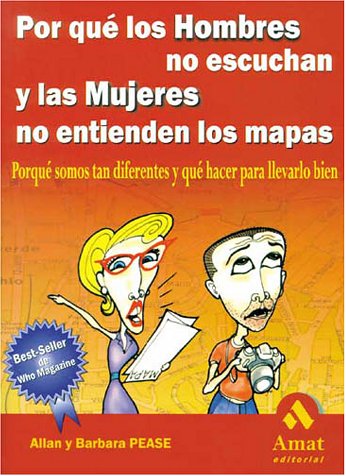 Por qué los Hombres
no escuchan
y las Mujeres
no entienden los mapas
Porqué somos tan diferentes y qué hacer para llevarlo bien
Best-Seller
de
Who Magazine
Allan y Barbara PEASE
Amat
editorial